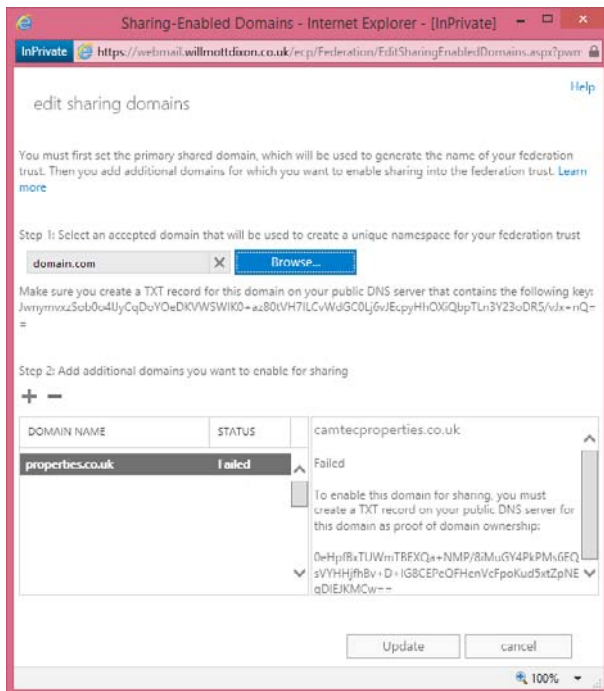 Sharing-Enabled Domains - Internet Explorer - [InPrivate]
InPrivate https://webmail.willmottdixon.co.uk/ecp/Federation/EditSharingEnabledDomains.aspx?pwm
Help
edit sharing domains
You must first set the primary shared domain, which will be used to generate the name of your federation
trust. Then you add additional domains for which you want to enable sharing into the federation trust. Learn
more
Step 1: Select an accepted domain that will be used to create a unique namespace for your federation trust
domain.com
Browse...
Make sure you create a TXT record for this domain on your public DNS server that contains the following key:
=
Step 2: Add additional domains you want to enable for sharing
DOMAIN NAME STATUS
properties.co.uk Failed
camtecproperties.co.uk
Failed
To enable this domain for sharing, you must
create a TXT record on your public DNS server for
this domain as proof of domain ownership:
Update cancel
100%